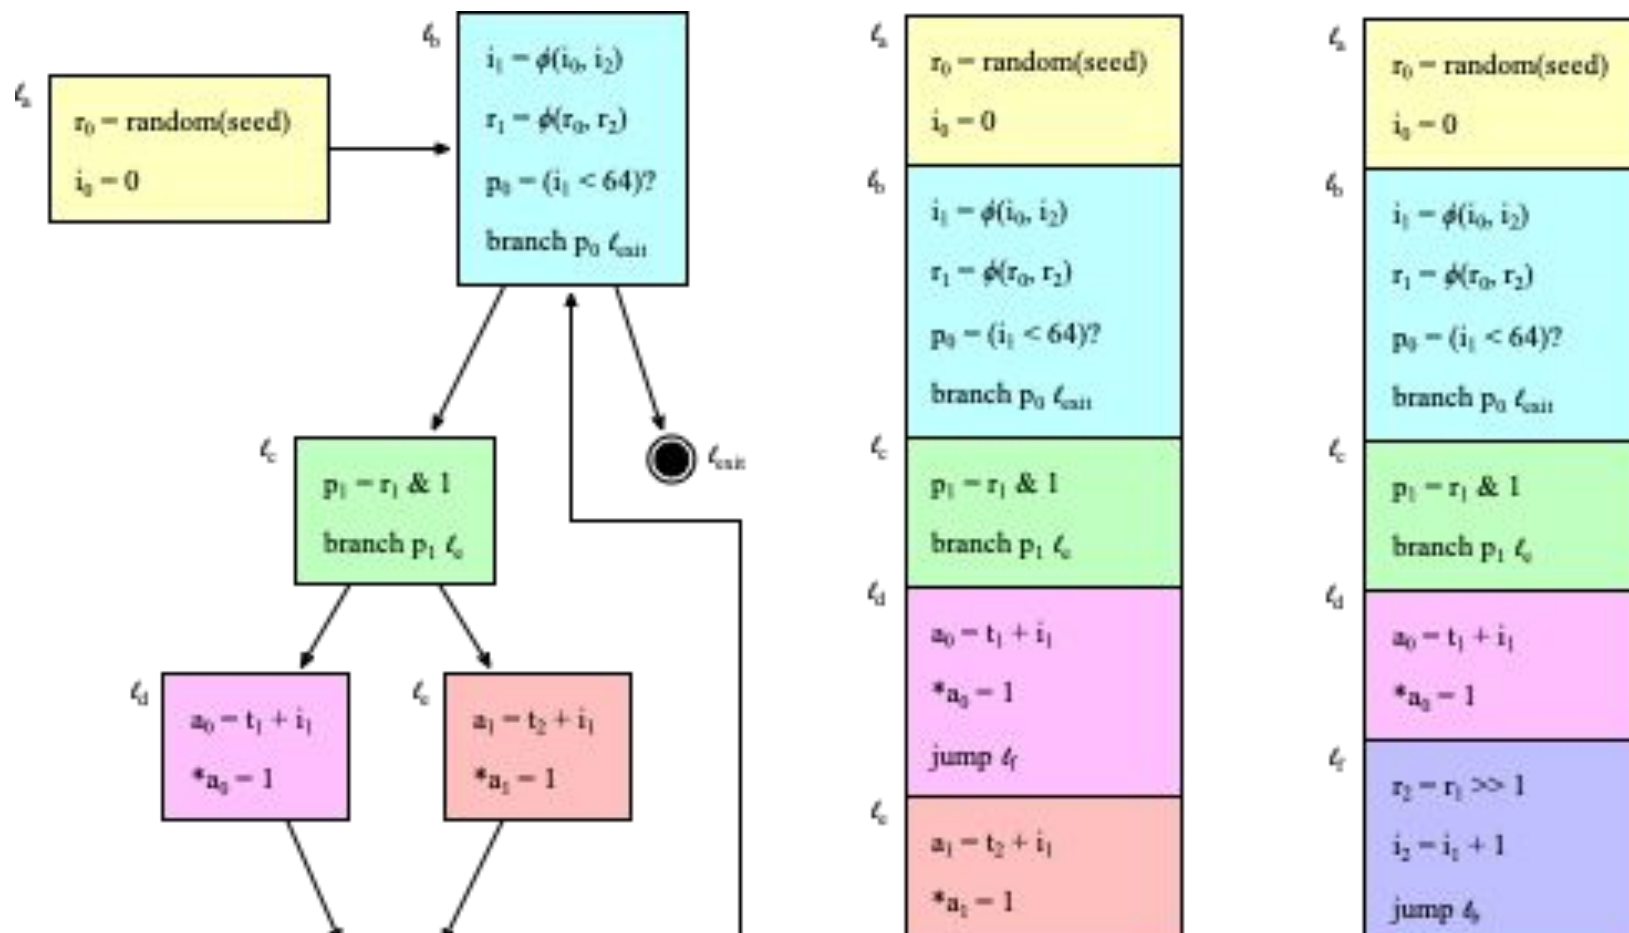 ℓa
r₀ = random(seed)
i₀ = 0
ℓb
i₁ = ϕ(i₀, i₂)
r₁ = ϕ(r₀, r₂)
p₀ = (i₁ < 64)?
branch p₀ ℓexit
ℓc
p₁ = r₁ & 1
branch p₁ ℓe
ℓexit
ℓd
a₀ = t₁ + i₁
*a₀ = 1
ℓe
a₁ = t₂ + i₁
*a₁ = 1
ℓa
r₀ = random(seed)
i₀ = 0
ℓb
i₁ = ϕ(i₀, i₂)
r₁ = ϕ(r₀, r₂)
p₀ = (i₁ < 64)?
branch p₀ ℓexit
ℓc
p₁ = r₁ & 1
branch p₁ ℓe
ℓd
a₀ = t₁ + i₁
*a₀ = 1
jump ℓf
ℓe
a₁ = t₂ + i₁
*a₁ = 1
ℓa
r₀ = random(seed)
i₀ = 0
ℓb
i₁ = ϕ(i₀, i₂)
r₁ = ϕ(r₀, r₂)
p₀ = (i₁ < 64)?
branch p₀ ℓexit
ℓc
p₁ = r₁ & 1
branch p₁ ℓe
ℓd
a₀ = t₁ + i₁
*a₀ = 1
ℓf
r₂ = r₁ >> 1
i₂ = i₁ + 1
jump ℓb